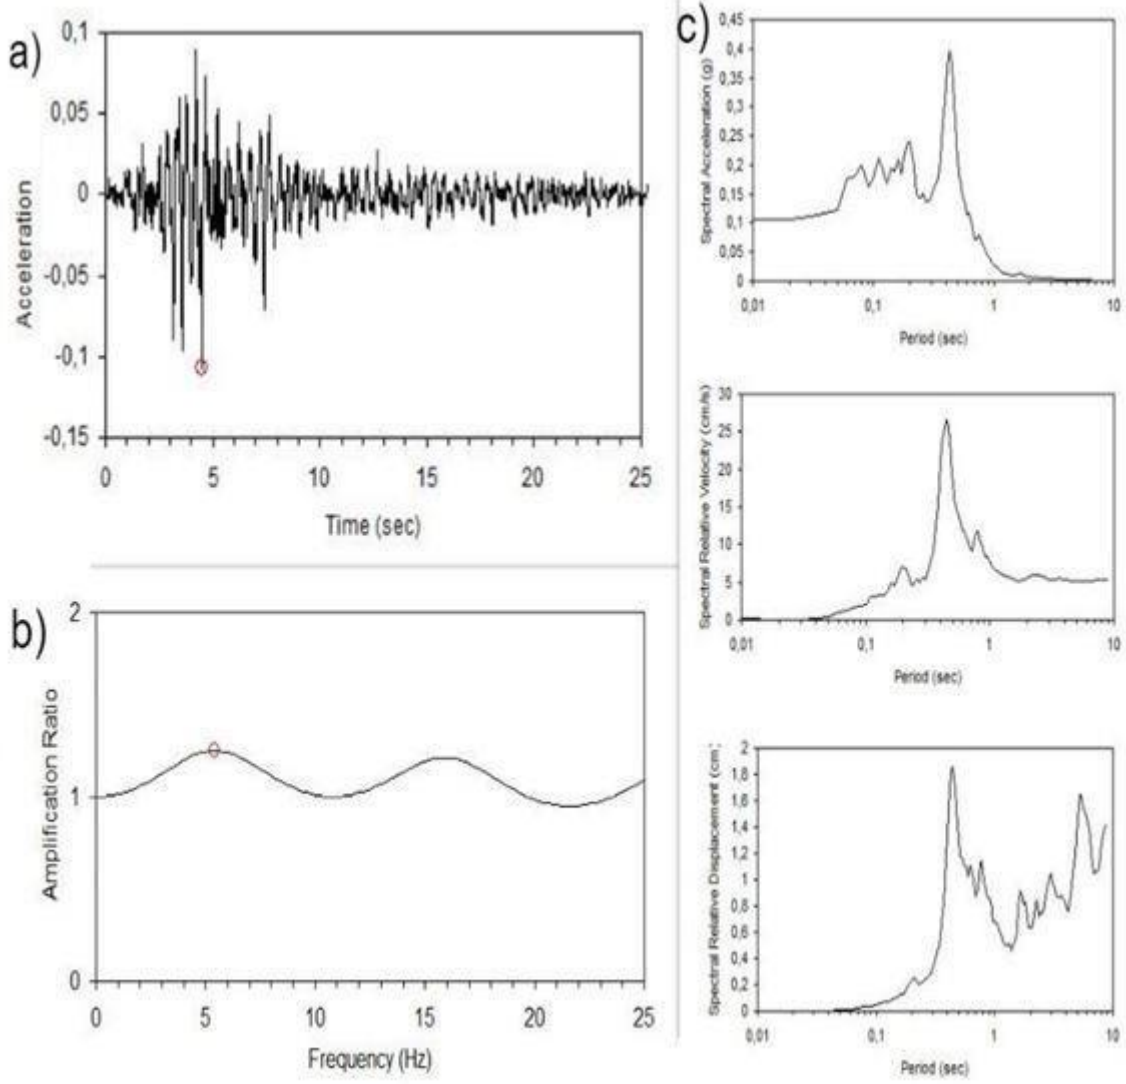 a)
0,1
0,05
0
-0,05
-0,1
-0,15
Acceleration
0 5 10 15 20 25
Time (sec)
b)
2
1
0
Amplification Ratio
0 5 10 15 20 25
Frequency (Hz)
c)
0,45
0,4
0,35
0,3
0,25
0,2
0,15
0,1
0,05
0
Spectral Acceleration (g)
0,01 0,1 1 10
Period (sec)
30
25
20
15
10
5
0
Spectral Relative Velocity (cm/s)
0,01 0,1 1 10
Period (sec)
2
1,8
1,6
1,4
1,2
1
0,8
0,6
0,4
0,2
0
Spectral Relative Displacement (cm)
0,01 0,1 1 10
Period (sec)